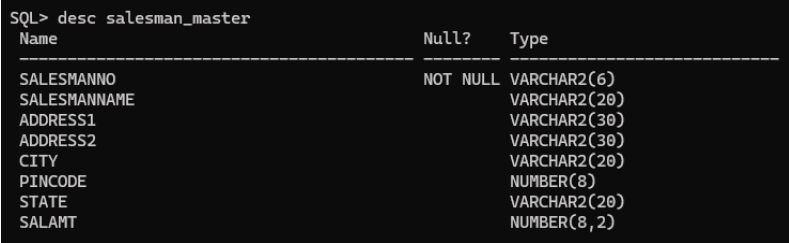 SQL> desc salesman_master
Name Null? Type
----------------------------------------- -------- ----------------------------
SALESMANNO NOT NULL VARCHAR2(6)
SALESMANNAME VARCHAR2(20)
ADDRESS1 VARCHAR2(30)
ADDRESS2 VARCHAR2(30)
CITY VARCHAR2(20)
PINCODE NUMBER(8)
STATE VARCHAR2(20)
SALAMT NUMBER(8,2)